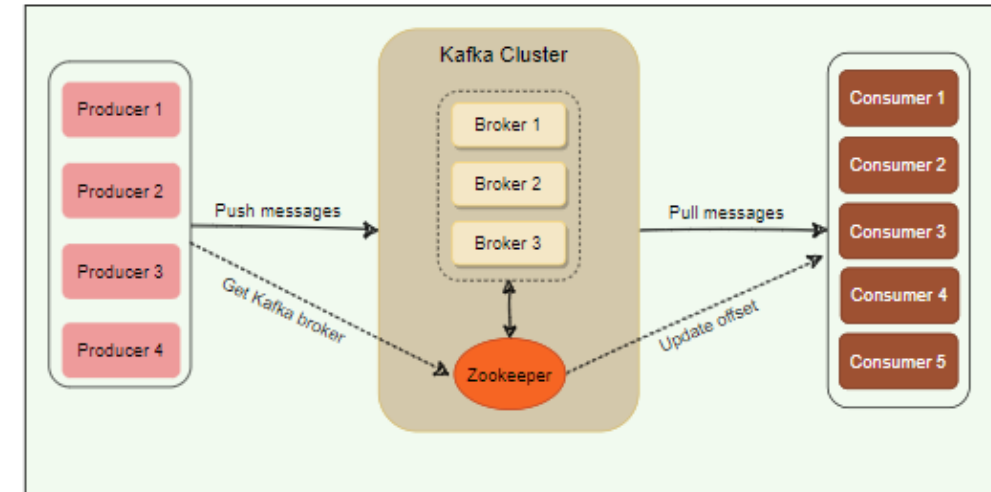 Kafka Cluster
Producer 1
Producer 2
Producer 3
Producer 4
Push messages
Get Kafka broker
Broker 1
Broker 2
Broker 3
Zookeeper
Pull messages
Update offset
Consumer 1
Consumer 2
Consumer 3
Consumer 4
Consumer 5